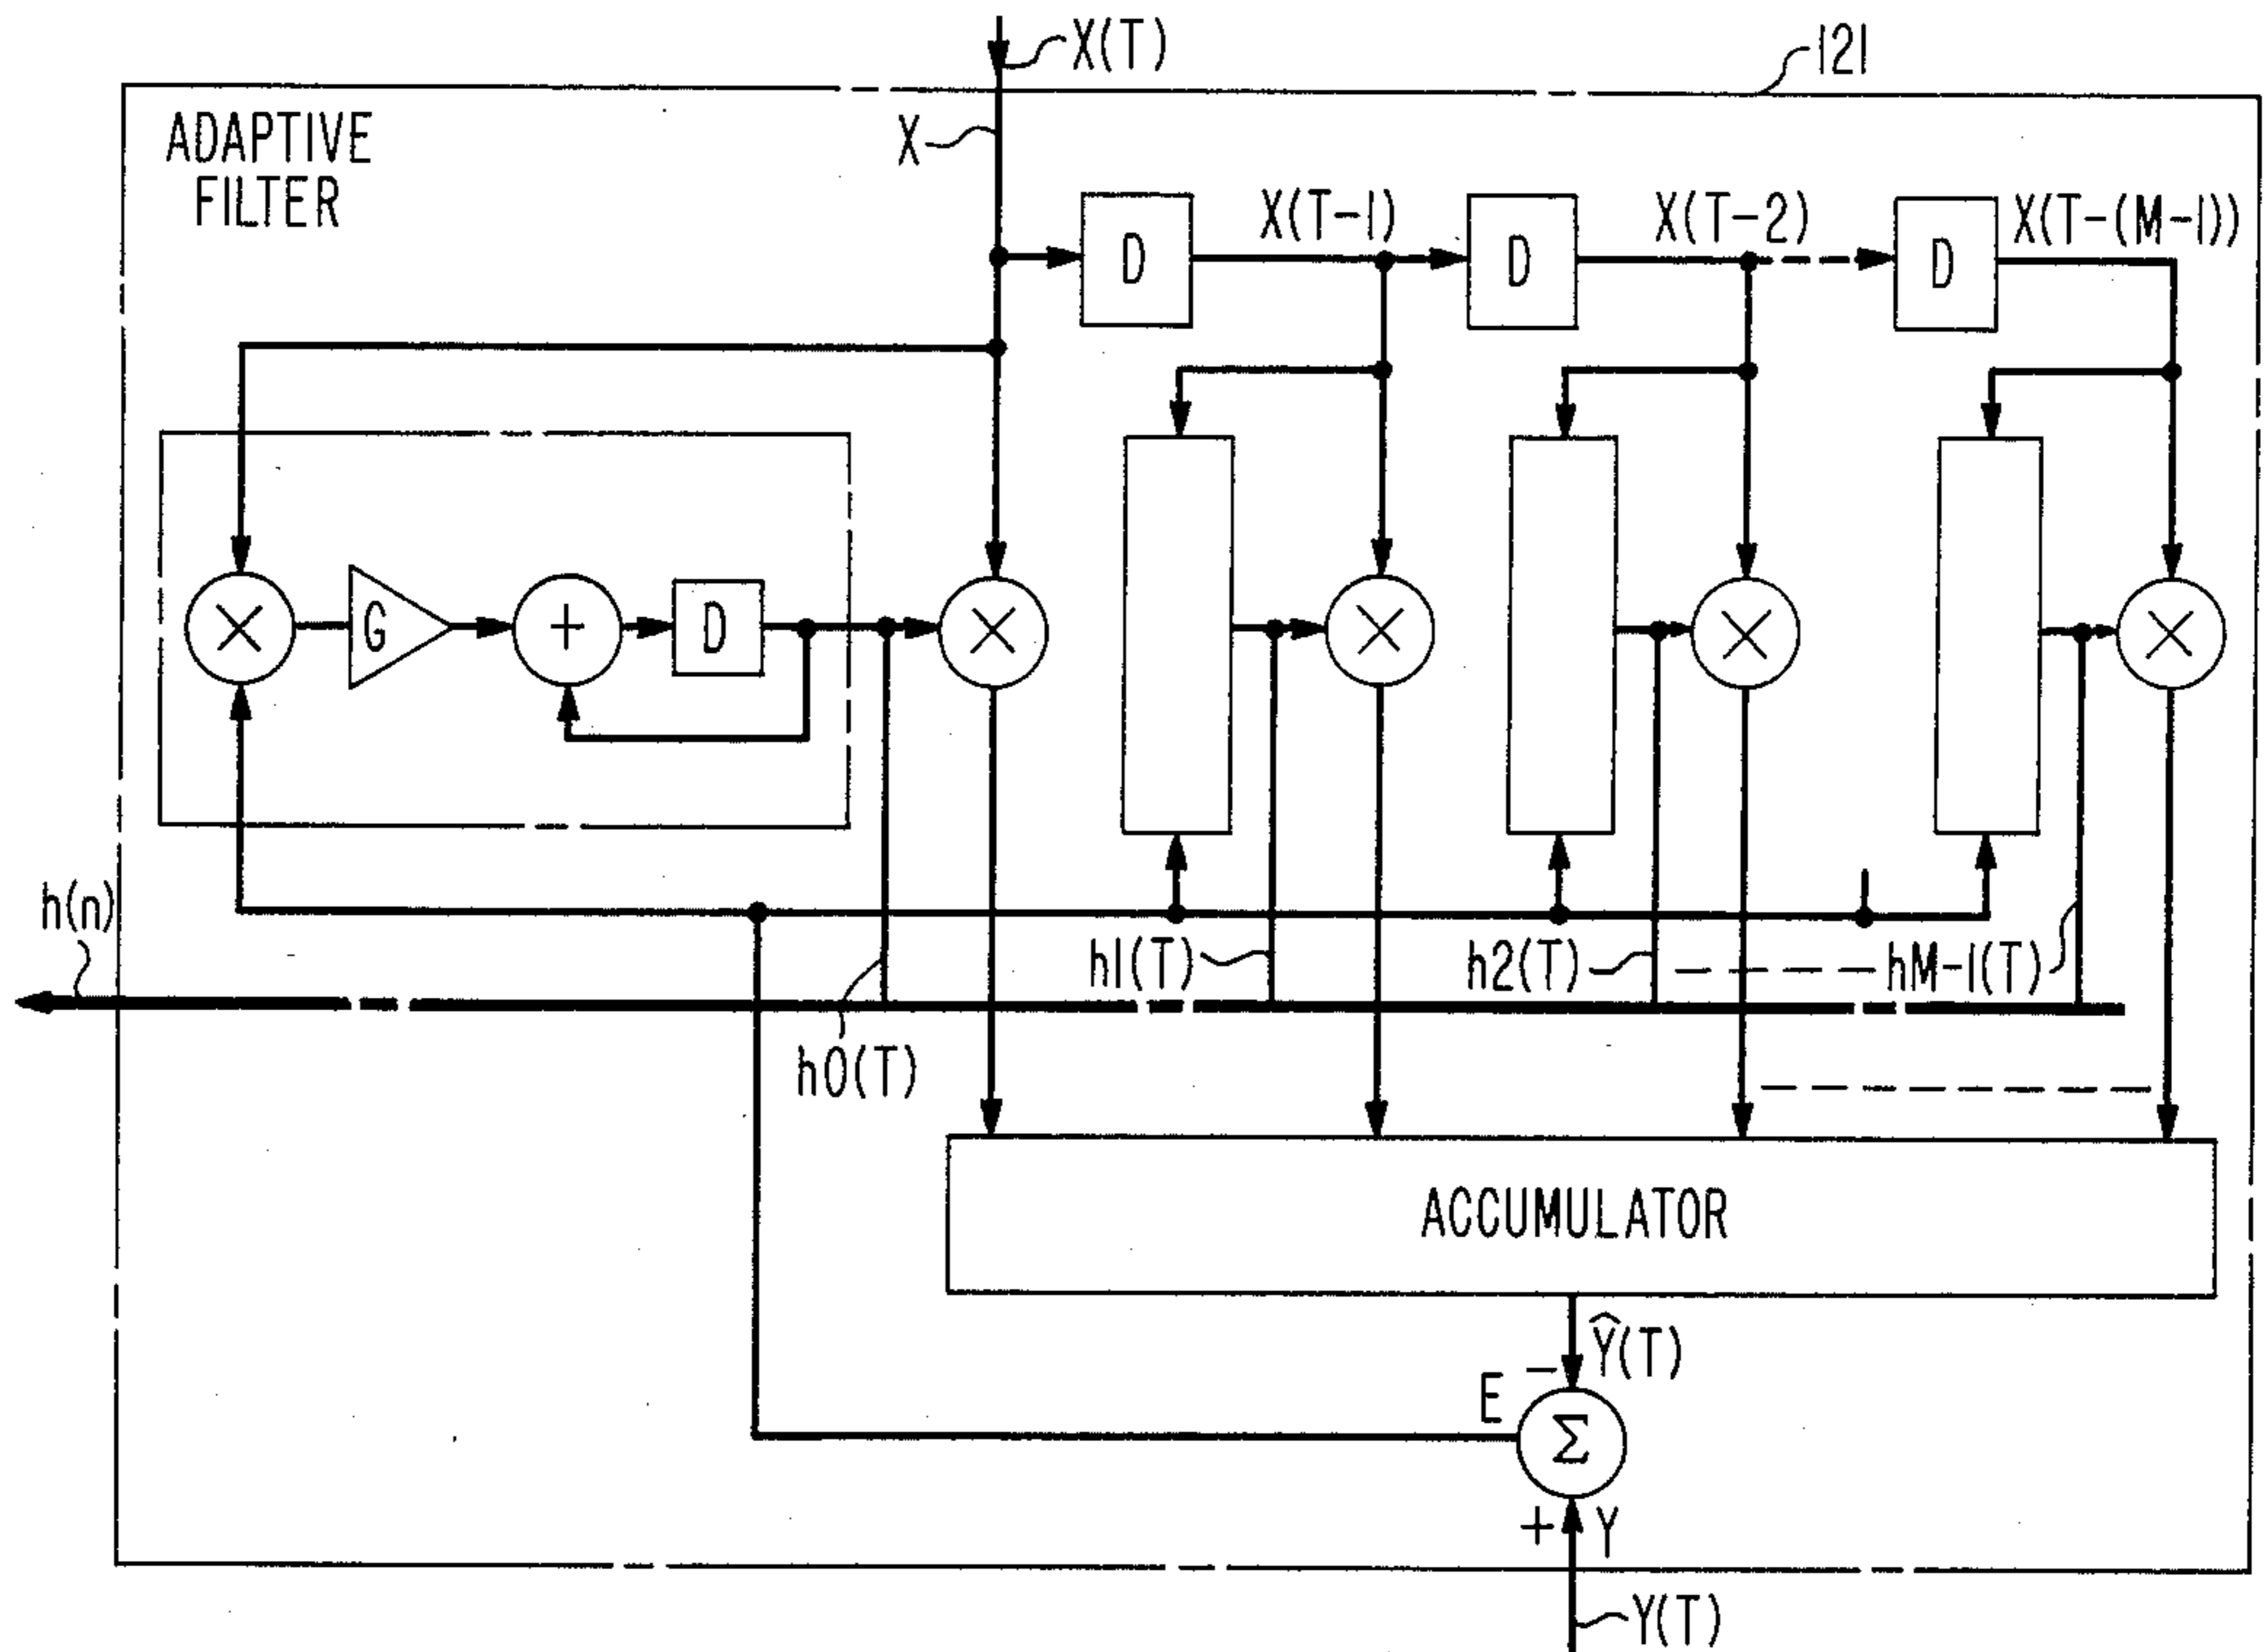 X(T)
121
X
ADAPTIVE
FILTER
D
X(T-1)
D
X(T-2)
D
X(T-(M-1))
×
G
+
D
×
×
×
×
h(n)
h0(T)
h1(T)
h2(T)
hM-1(T)
ACCUMULATOR
-
Ŷ(T)
E
Σ
+
Y
Y(T)